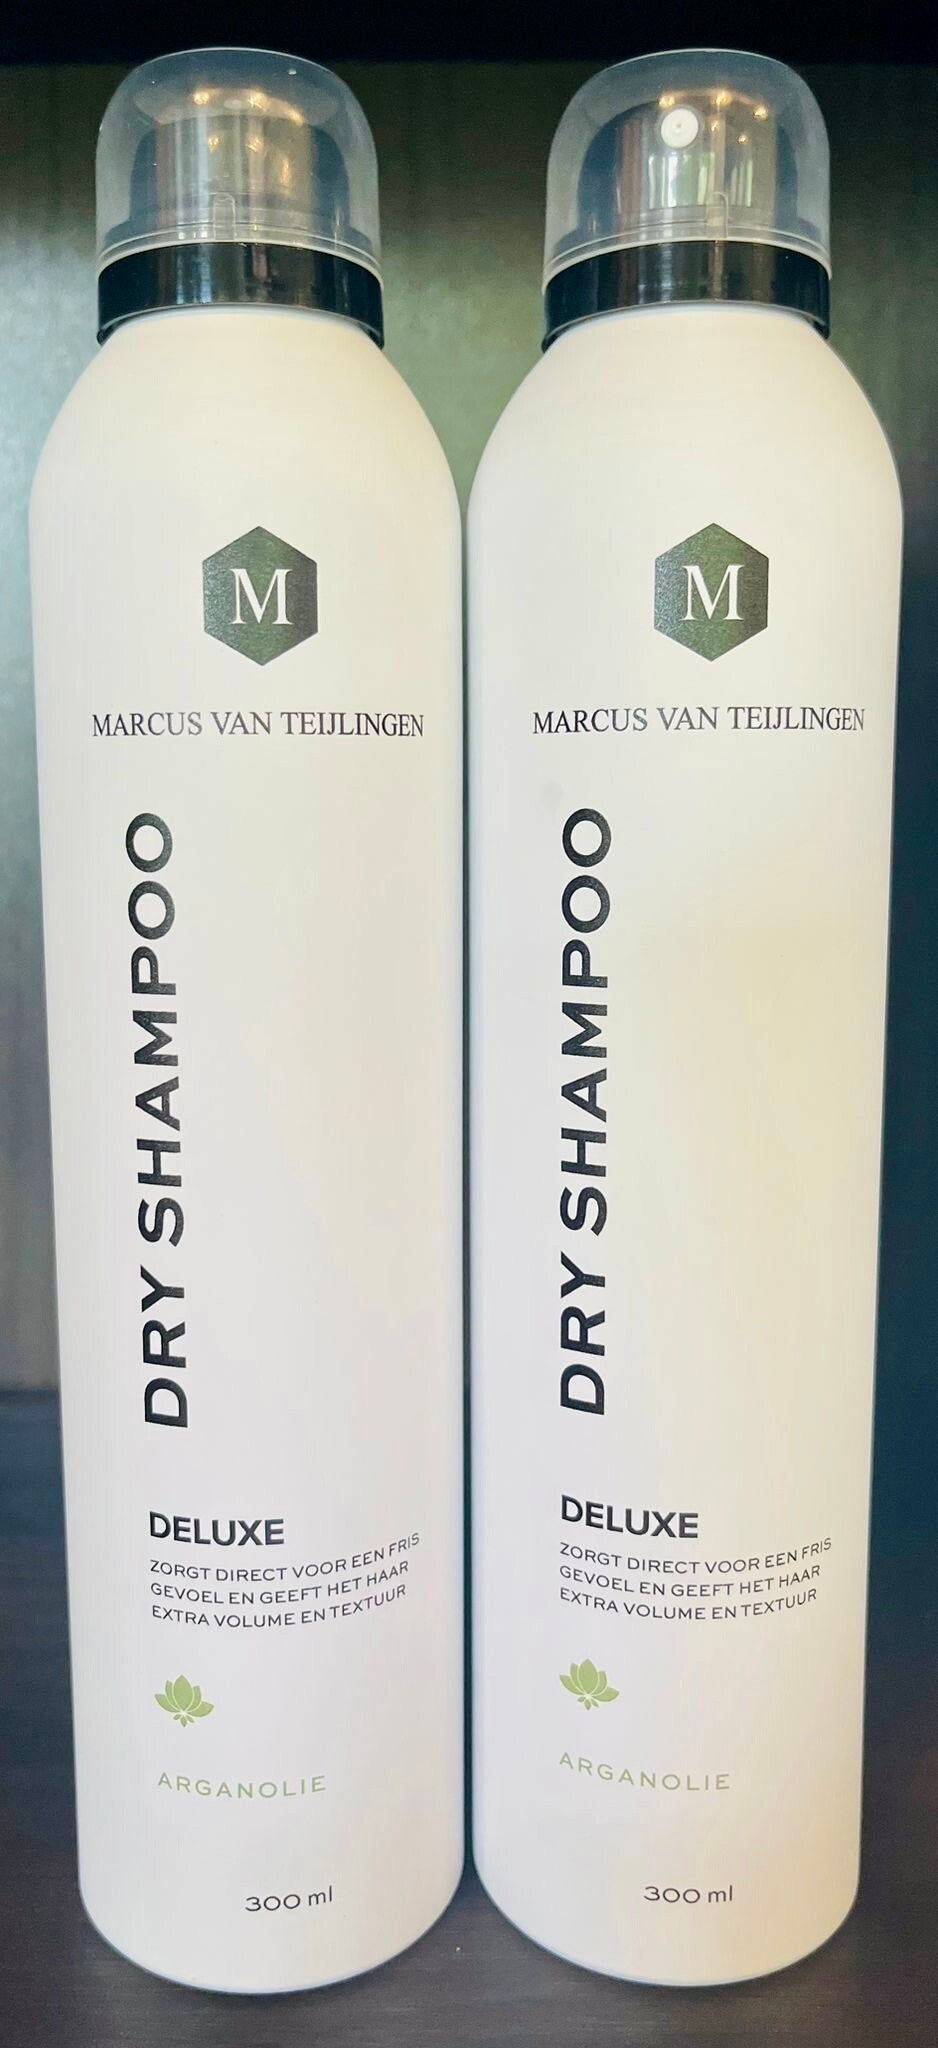 M
MARCUS VAN TEIJLINGEN
DRY SHAMPOO
DELUXE
ZORGT DIRECT VOOR EEN FRIS
GEVOEL EN GEEFT HET HAAR
EXTRA VOLUME EN TEXTUUR
ARGANOLIE
300 ml
M
MARCUS VAN TEIJLINGEN
DRY SHAMPOO
DELUXE
ZORGT DIRECT VOOR EEN FRIS
GEVOEL EN GEEFT HET HAAR
EXTRA VOLUME EN TEXTUUR
ARGANOLIE
300 ml